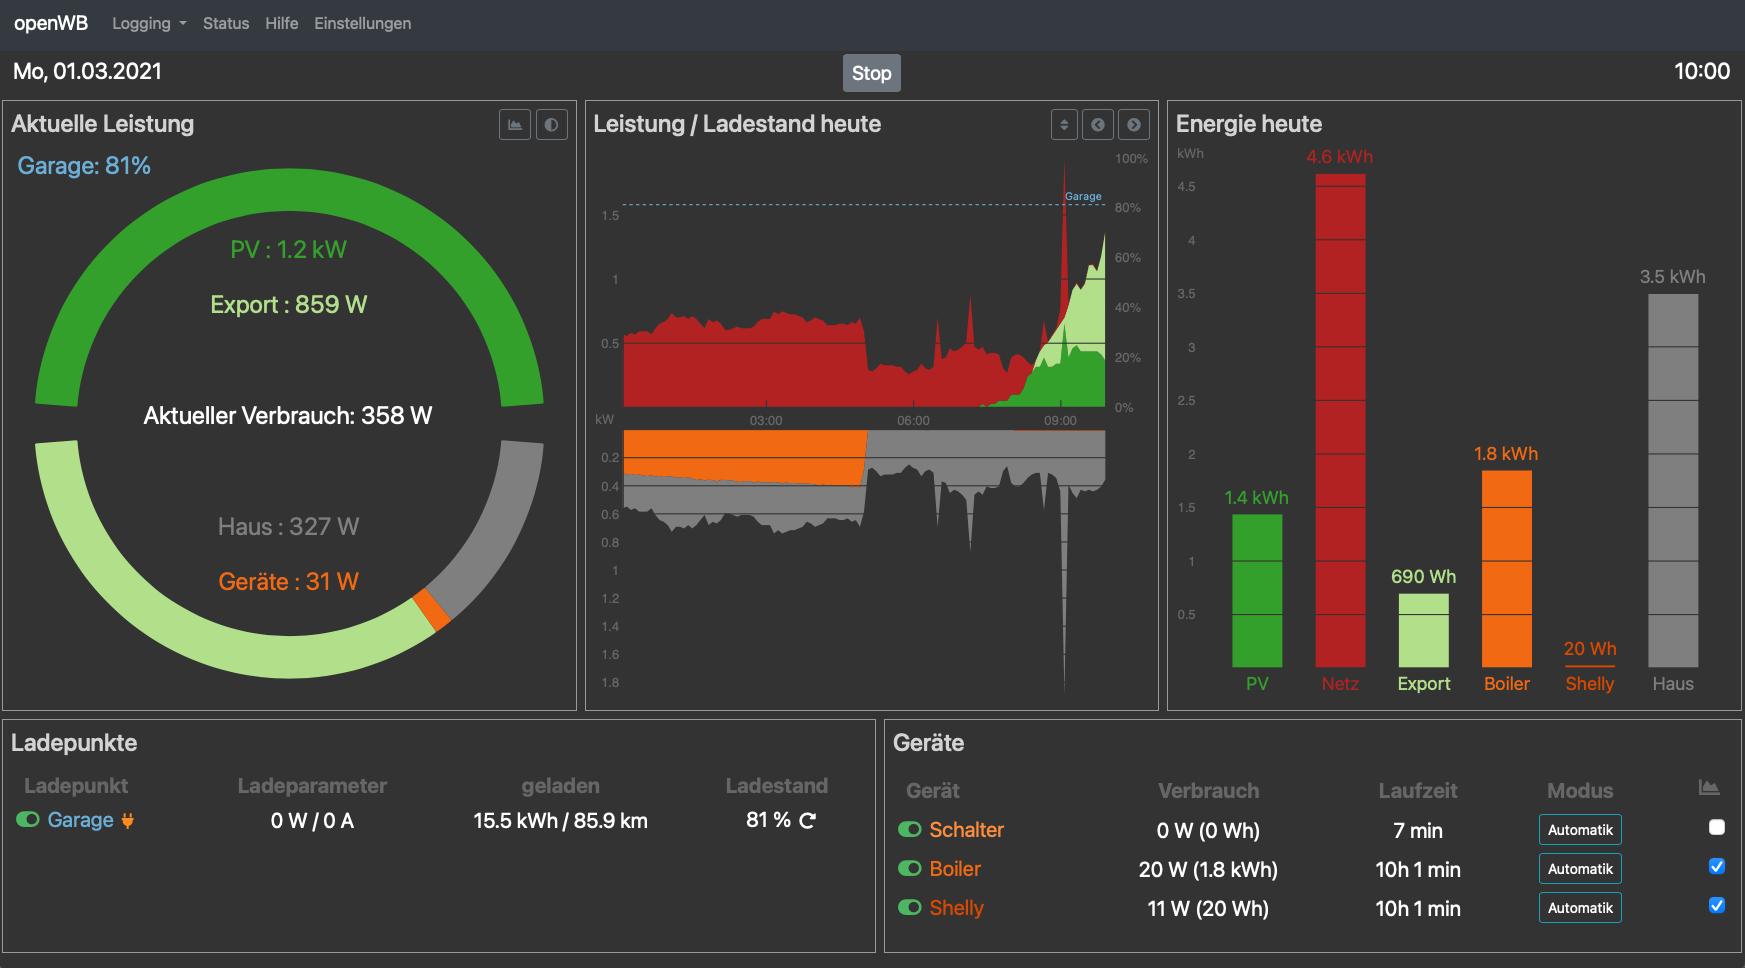 openWB Logging Status Hilfe Einstellungen
Mo, 01.03.2021 Stop 10:00
Aktuelle Leistung
Garage: 81%
PV : 1.2 kW
Export : 859 W
Aktueller Verbrauch: 358 W
Haus : 327 W
Geräte : 31 W
Leistung / Ladestand heute
100%
Garage
80%
1.5
60%
1
40%
0.5
20%
0%
kW 03:00 06:00 09:00
0.2
0.4
0.6
0.8
1
1.2
1.4
1.6
1.8
Energie heute
kWh
4.6 kWh
4.5
4
3.5 kWh
3.5
3
2.5
2
1.8 kWh
1.4 kWh
1.5
1
690 Wh
0.5
20 Wh
PV Netz Export Boiler Shelly Haus
Ladepunkte
Ladepunkt Ladeparameter geladen Ladestand
Garage 0 W / 0 A 15.5 kWh / 85.9 km 81 %
Geräte
Gerät Verbrauch Laufzeit Modus
Schalter 0 W (0 Wh) 7 min Automatik
Boiler 20 W (1.8 kWh) 10h 1 min Automatik
Shelly 11 W (20 Wh) 10h 1 min Automatik